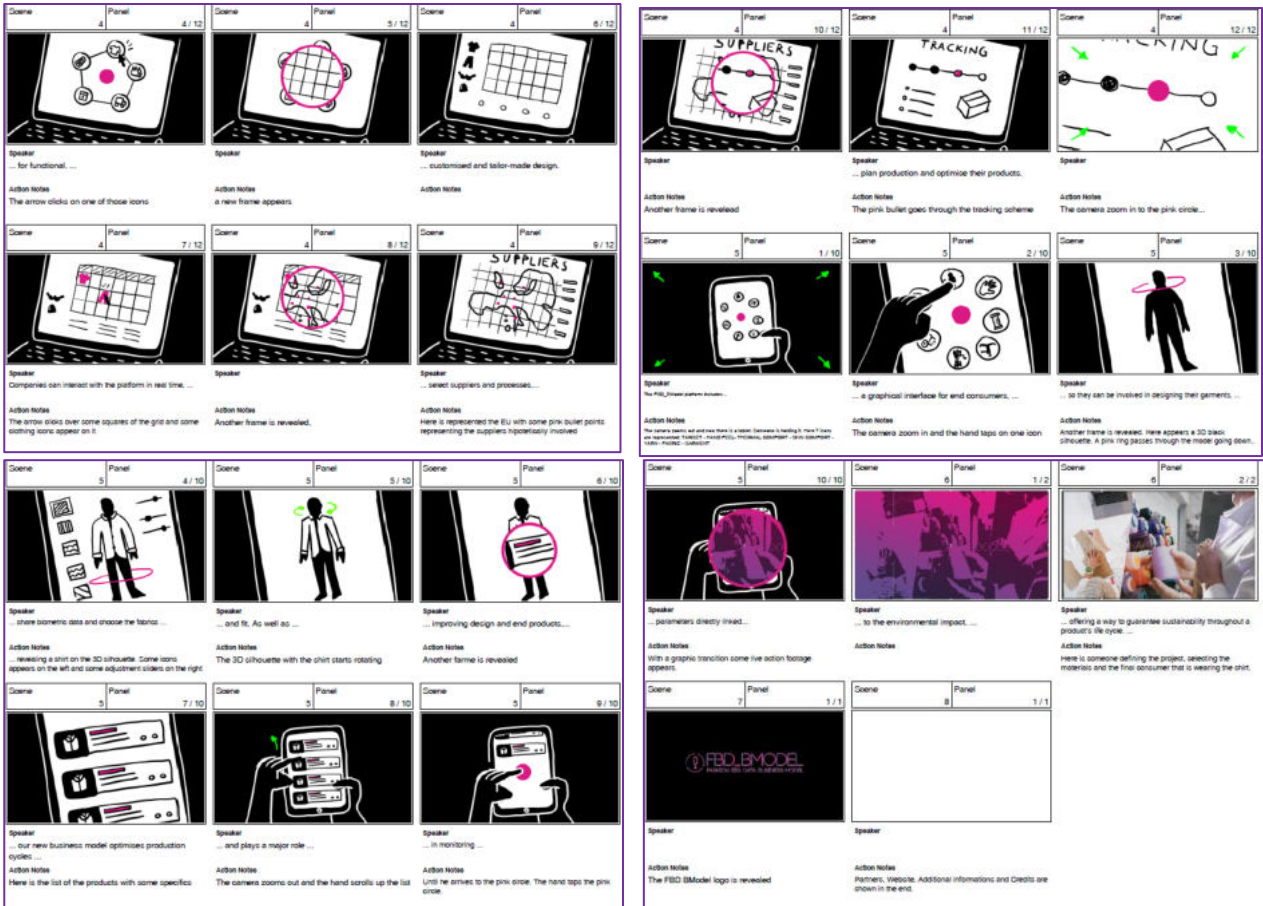 Scene Panel
4 4 / 12
Speaker
... for functional, ...
Action Notes
The arrow clicks on one of those icons
Scene Panel
4 5 / 12
Speaker
Action Notes
a new frame appears
Scene Panel
4 6 / 12
Speaker
... customised and tailor-made design.
Action Notes
Scene Panel
4 7 / 12
Speaker
Companies can interact with the platform in real time, ...
Action Notes
The arrow clicks over some squares of the grid and some
clothing icons appear on it
Scene Panel
4 8 / 12
Speaker
Action Notes
Another frame is revealed.
Scene Panel
4 9 / 12
SUPPLIERS
Speaker
... select suppliers and processes,...
Action Notes
Here is represented the EU with some pink bullet points
representing the suppliers hipotetically involved
Scene Panel
4 10 / 12
SUPPLIERS
Speaker
Action Notes
Another frame is revelead
Scene Panel
4 11 / 12
TRACKING
Speaker
... plan production and optimise their products.
Action Notes
The pink bullet goes through the tracking scheme
Scene Panel
4 12 / 12
Speaker
Action Notes
The camera zoom in to the pink circle...
Scene Panel
5 1 / 10
Speaker
The FBD_BModel platform includes...
Action Notes
Scene Panel
5 2 / 10
Speaker
... a graphical interface for end consumers, ...
Action Notes
The camera zoom in and the hand taps on one icon
Scene Panel
5 3 / 10
Speaker
... so they can be involved in designing their garments, ...
Action Notes
Another frame is revealed. Here appears a 3D black
silhouette. A pink ring passes through the model going down..
Scene Panel
5 4 / 10
Speaker
... share biometric data and choose the fabrics ...
Action Notes
... revealing a shirt on the 3D silhouette. Some icons
appears on the left and some adjustment sliders on the right
Scene Panel
5 5 / 10
Speaker
... and fit. As well as ...
Action Notes
The 3D silhouette with the shirt starts rotating
Scene Panel
5 6 / 10
Speaker
... improving design and end products,...
Action Notes
Another farme is revealed
Scene Panel
5 7 / 10
Speaker
... our new business model optimises production
cycles ...
Action Notes
Here is the list of the products with some specifics
Scene Panel
5 8 / 10
Speaker
... and plays a major role ...
Action Notes
The camera zooms out and the hand scrolls up the list
Scene Panel
5 9 / 10
Speaker
... in monitoring ...
Action Notes
Until he arrives to the pink circle. The hand taps the pink
circle.
Scene Panel
5 10 / 10
Speaker
... parameters directly linked...
Action Notes
With a graphic transition some live action footage
appears.
Scene Panel
6 1 / 2
Speaker
... to the environmental impact, ...
Action Notes
Scene Panel
6 2 / 2
Speaker
... offering a way to guarantee sustainability throughout a
product's life cycle. ...
Action Notes
Here is someone defining the project, selecting the
materials and the final consumer that is wearing the shirt.
Scene Panel
7 1 / 1
FBD_BMODEL
FASHION BIG DATA BUSINESS MODEL
Speaker
Action Notes
The FBD BModel logo is revealed
Scene Panel
8 1 / 1
Speaker
Action Notes
Partners, Website, Additional informations and Credits are
shown in the end.